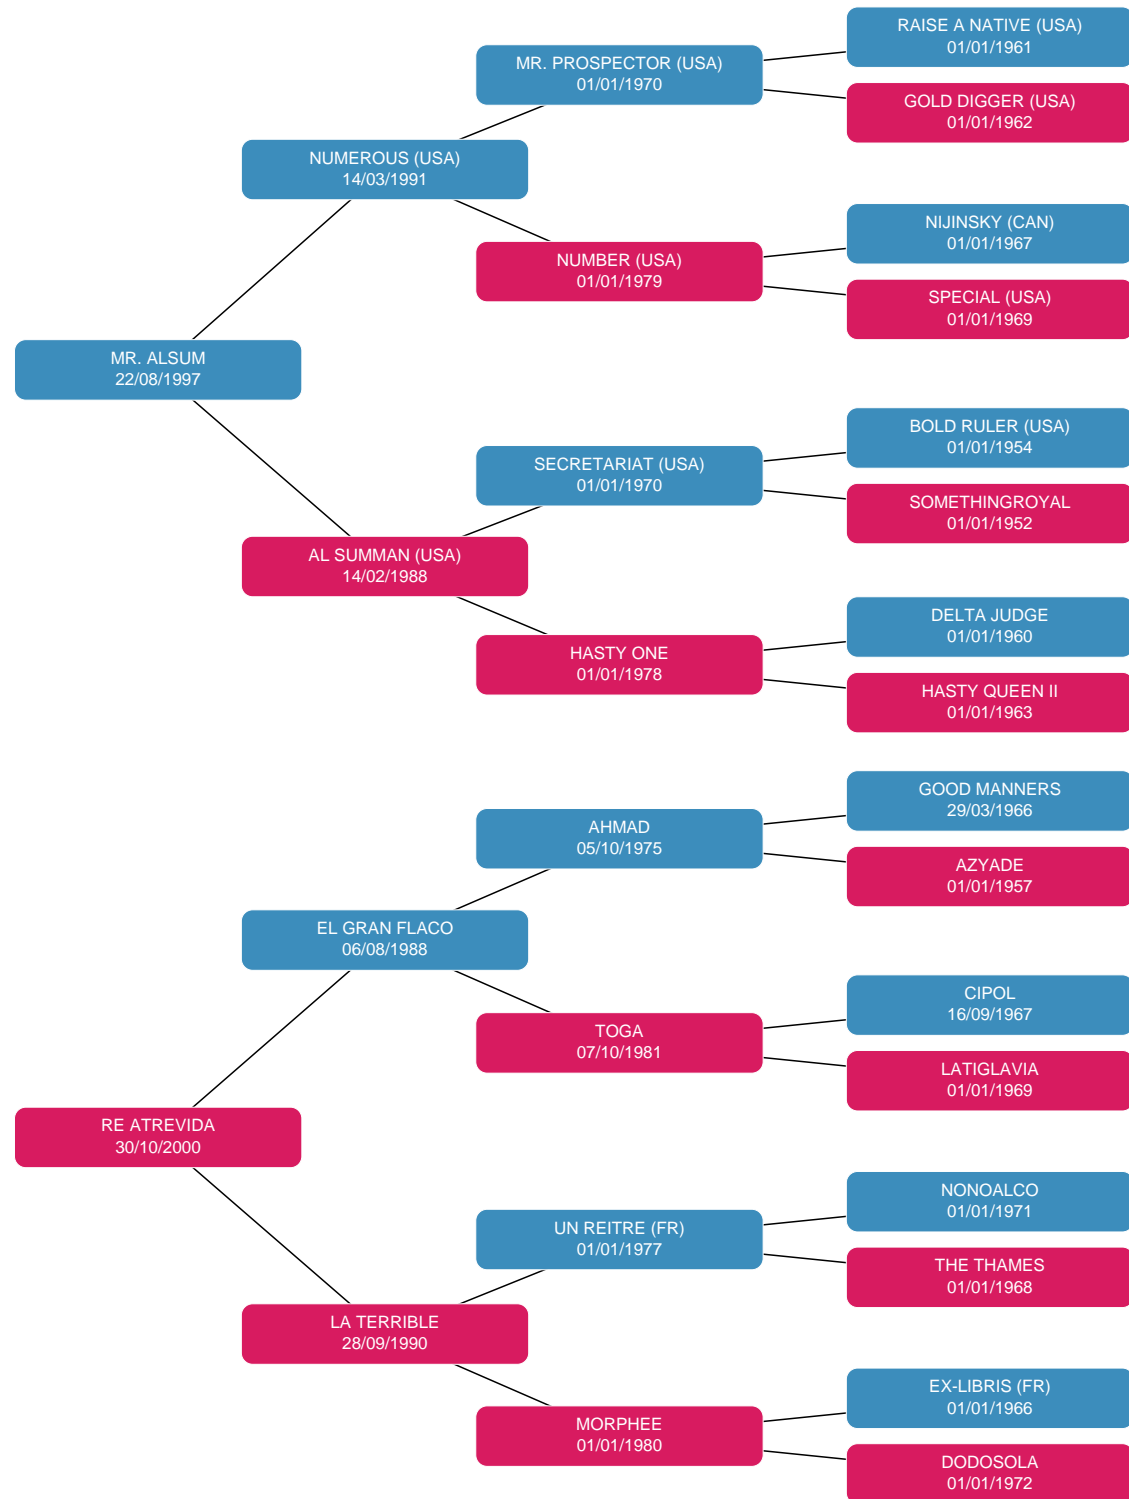 RAISE A NATIVE (USA)
01/01/1961
MR. PROSPECTOR (USA)
01/01/1970
GOLD DIGGER (USA)
01/01/1962
NUMEROUS (USA)
14/03/1991
NIJINSKY (CAN)
01/01/1967
NUMBER (USA)
01/01/1979
SPECIAL (USA)
01/01/1969
MR. ALSUM
22/08/1997
BOLD RULER (USA)
01/01/1954
SECRETARIAT (USA)
01/01/1970
SOMETHINGROYAL
01/01/1952
AL SUMMAN (USA)
14/02/1988
DELTA JUDGE
01/01/1960
HASTY ONE
01/01/1978
HASTY QUEEN II
01/01/1963
GOOD MANNERS
29/03/1966
AHMAD
05/10/1975
AZYADE
01/01/1957
EL GRAN FLACO
06/08/1988
CIPOL
16/09/1967
TOGA
07/10/1981
LATIGLAVIA
01/01/1969
RE ATREVIDA
30/10/2000
NONOALCO
01/01/1971
UN REITRE (FR)
01/01/1977
THE THAMES
01/01/1968
LA TERRIBLE
28/09/1990
EX-LIBRIS (FR)
01/01/1966
MORPHEE
01/01/1980
DODOSOLA
01/01/1972